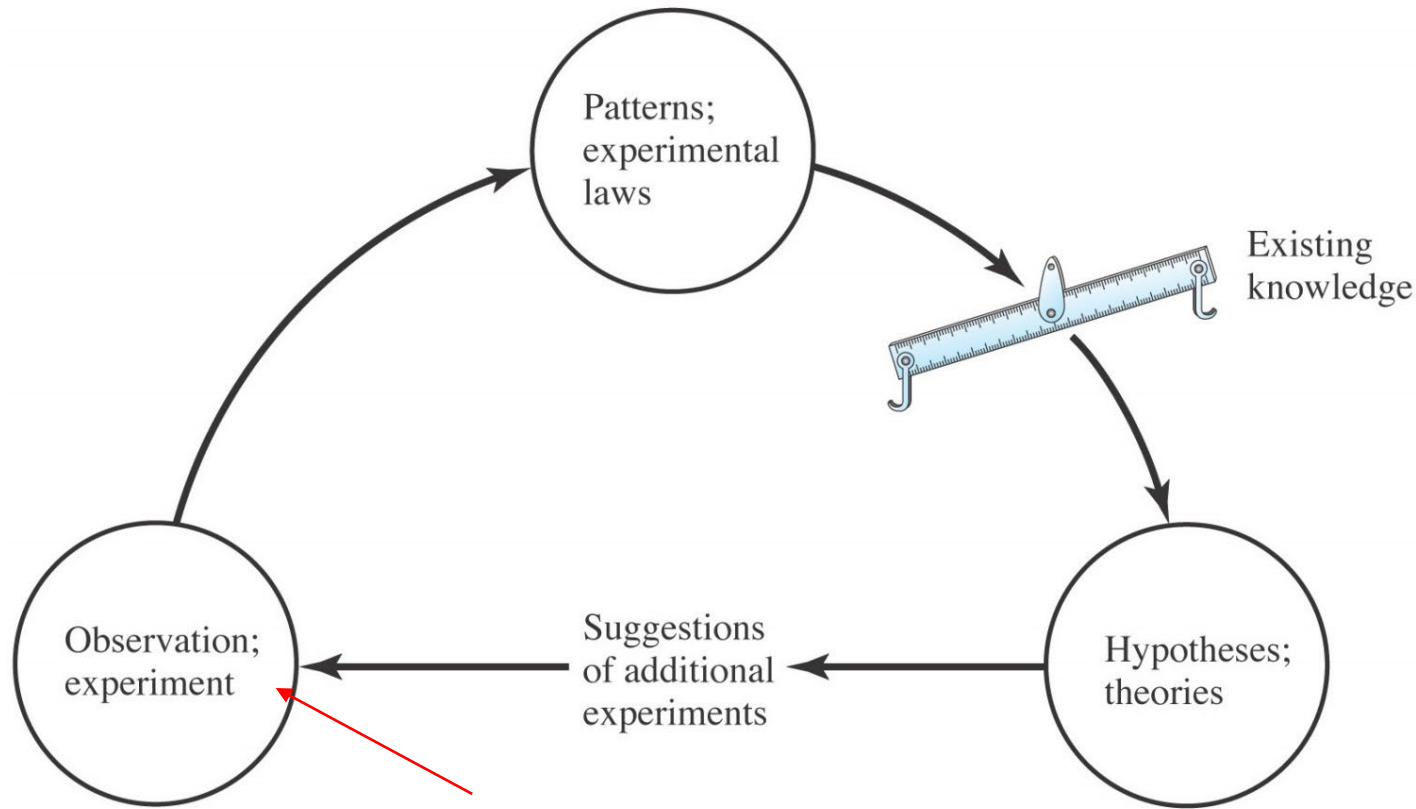 Patterns;
experimental
laws
Existing
knowledge
Observation;
experiment
Suggestions
of additional
experiments
Hypotheses;
theories